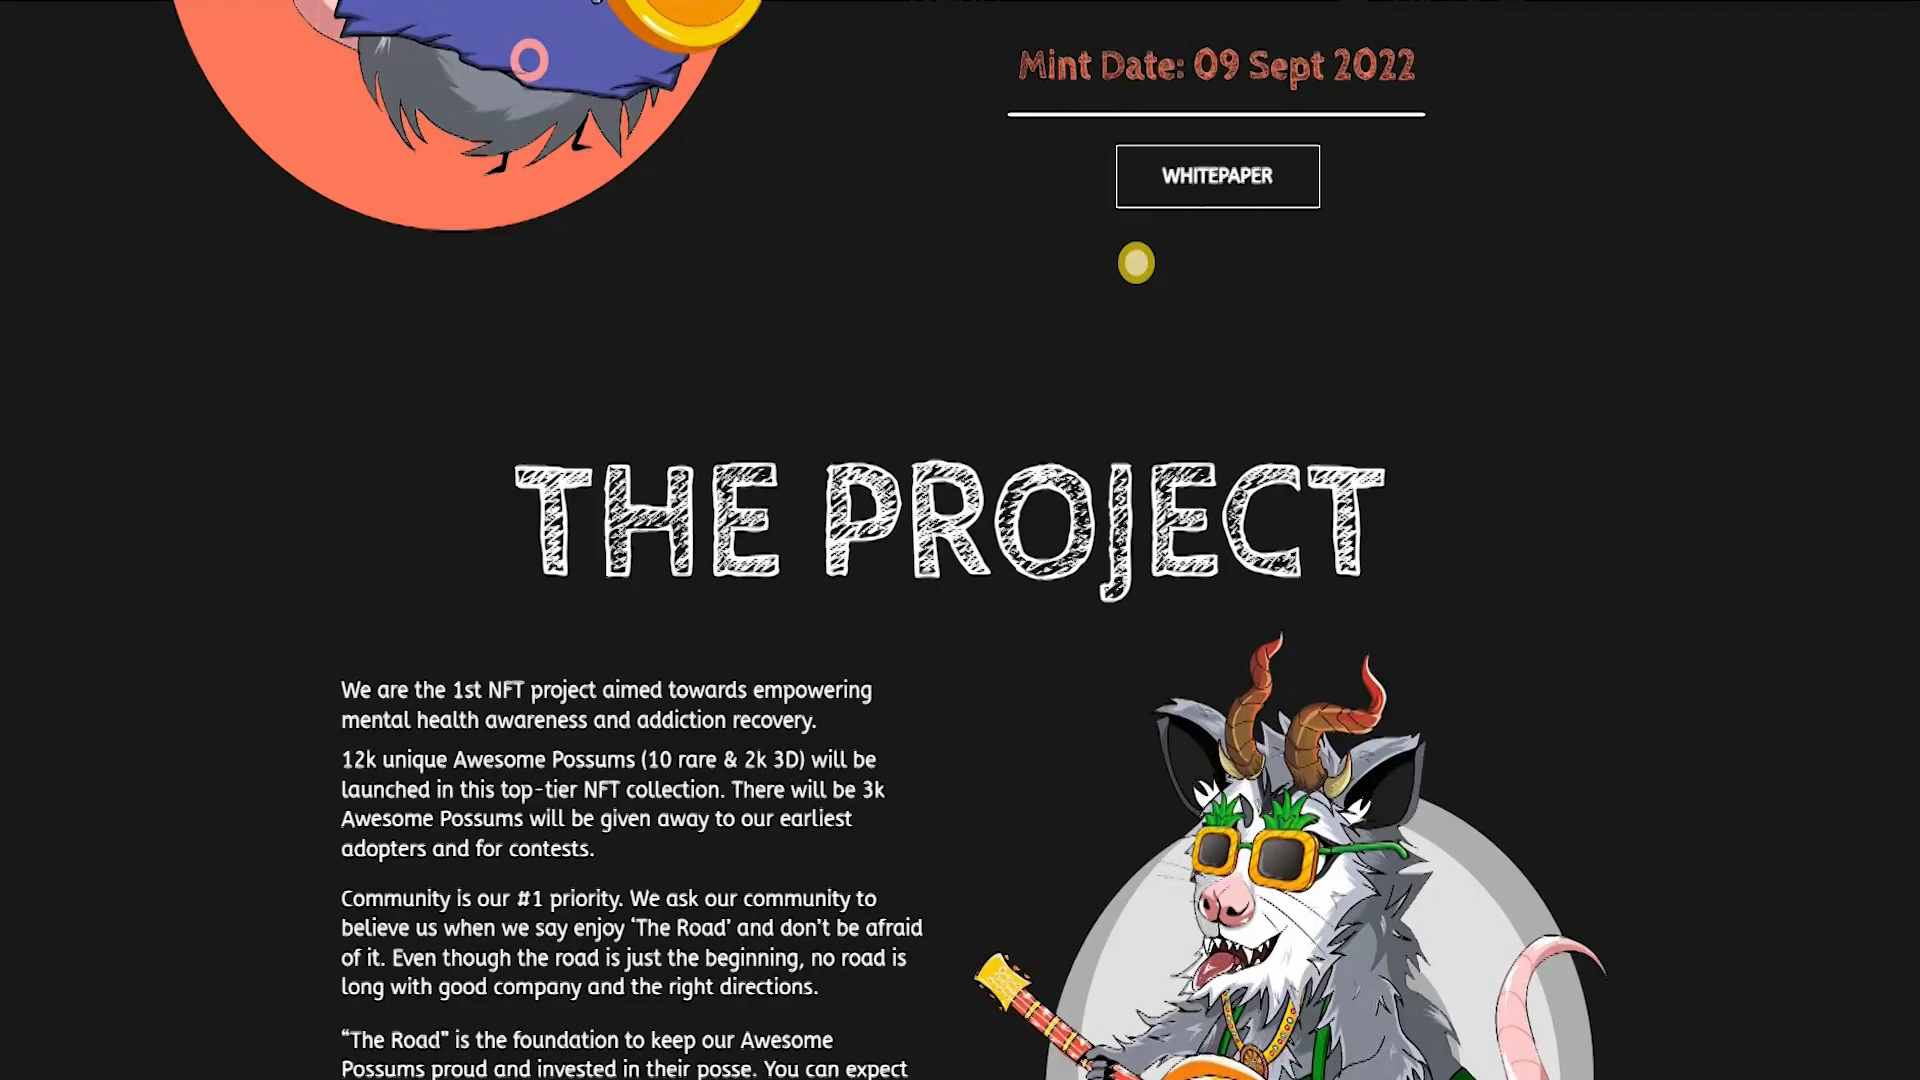 Mint Date: 09 Sept 2022
WHITEPAPER
THE PROJECT
We are the 1st NFT project aimed towards empowering
mental health awareness and addiction recovery.
12k unique Awesome Possums (10 rare & 2k 3D) will be
launched in this top-tier NFT collection. There will be 3k
Awesome Possums will be given away to our earliest
adopters and for contests.
Community is our #1 priority. We ask our community to
believe us when we say enjoy ‘The Road’ and don’t be afraid
of it. Even though the road is just the beginning, no road is
long with good company and the right directions.
“The Road” is the foundation to keep our Awesome
Possums proud and invested in their posse. You can expect